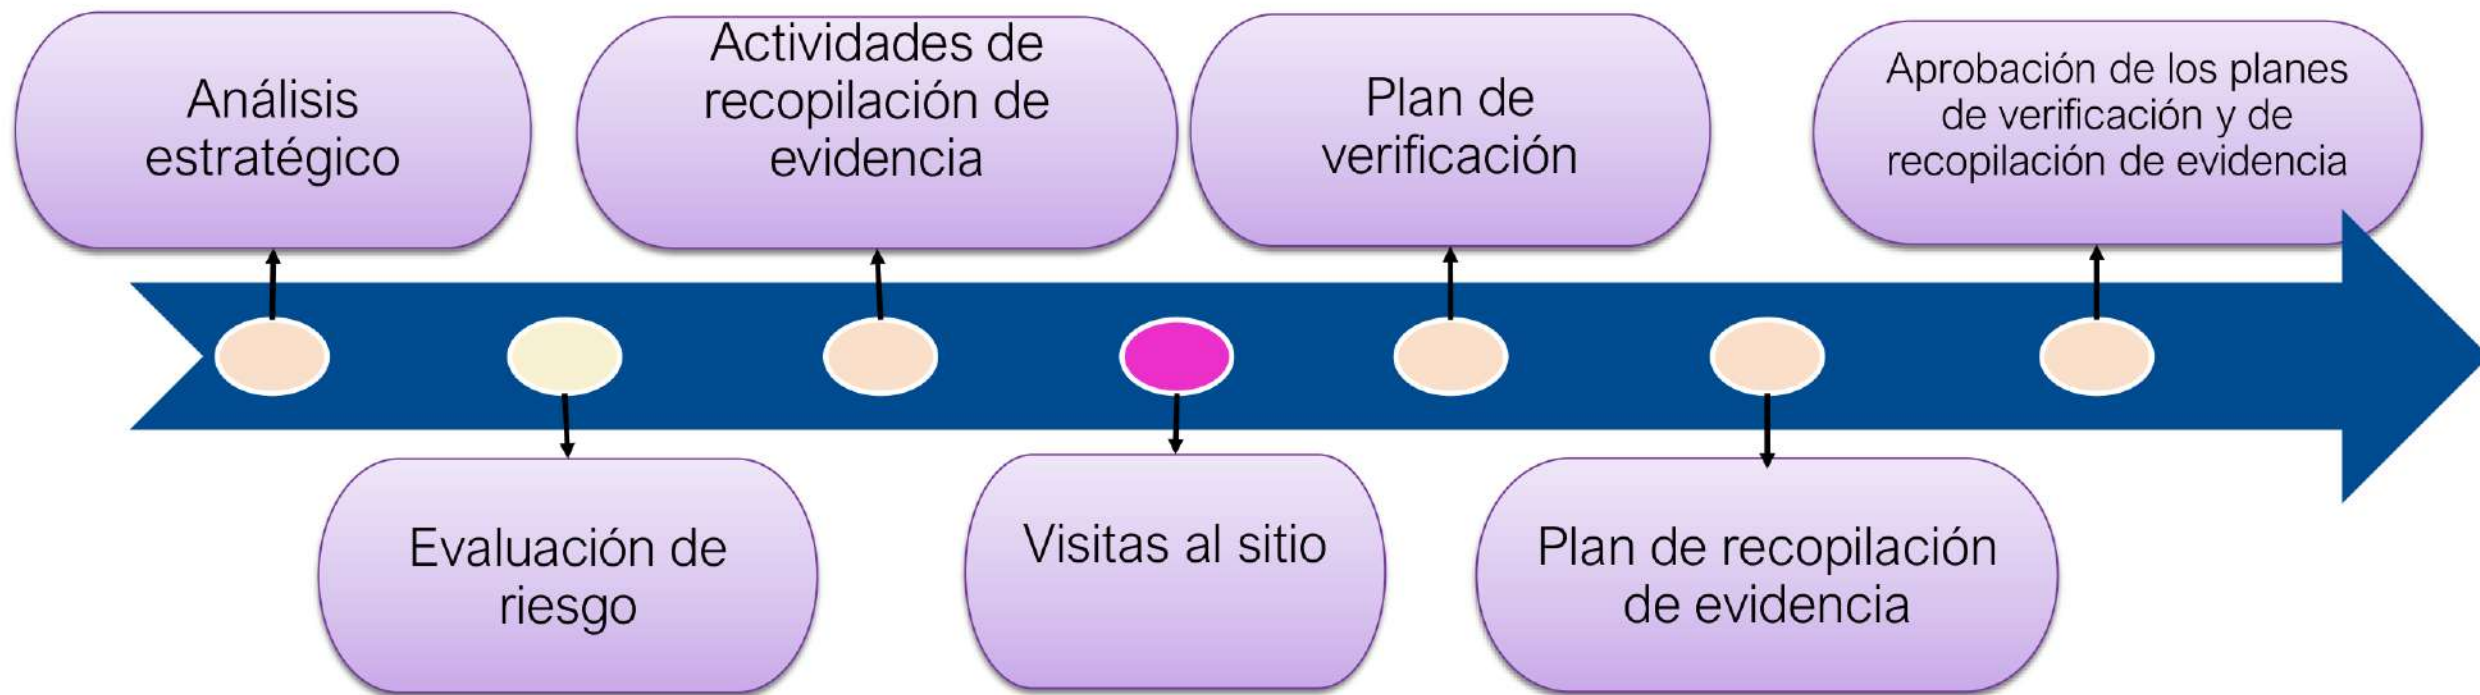 Análisis
estratégico
Actividades de
recopilación de
evidencia
Plan de
verificación
Aprobación de los planes
de verificación y de
recopilación de evidencia
Evaluación de
riesgo
Visitas al sitio
Plan de recopilación
de evidencia